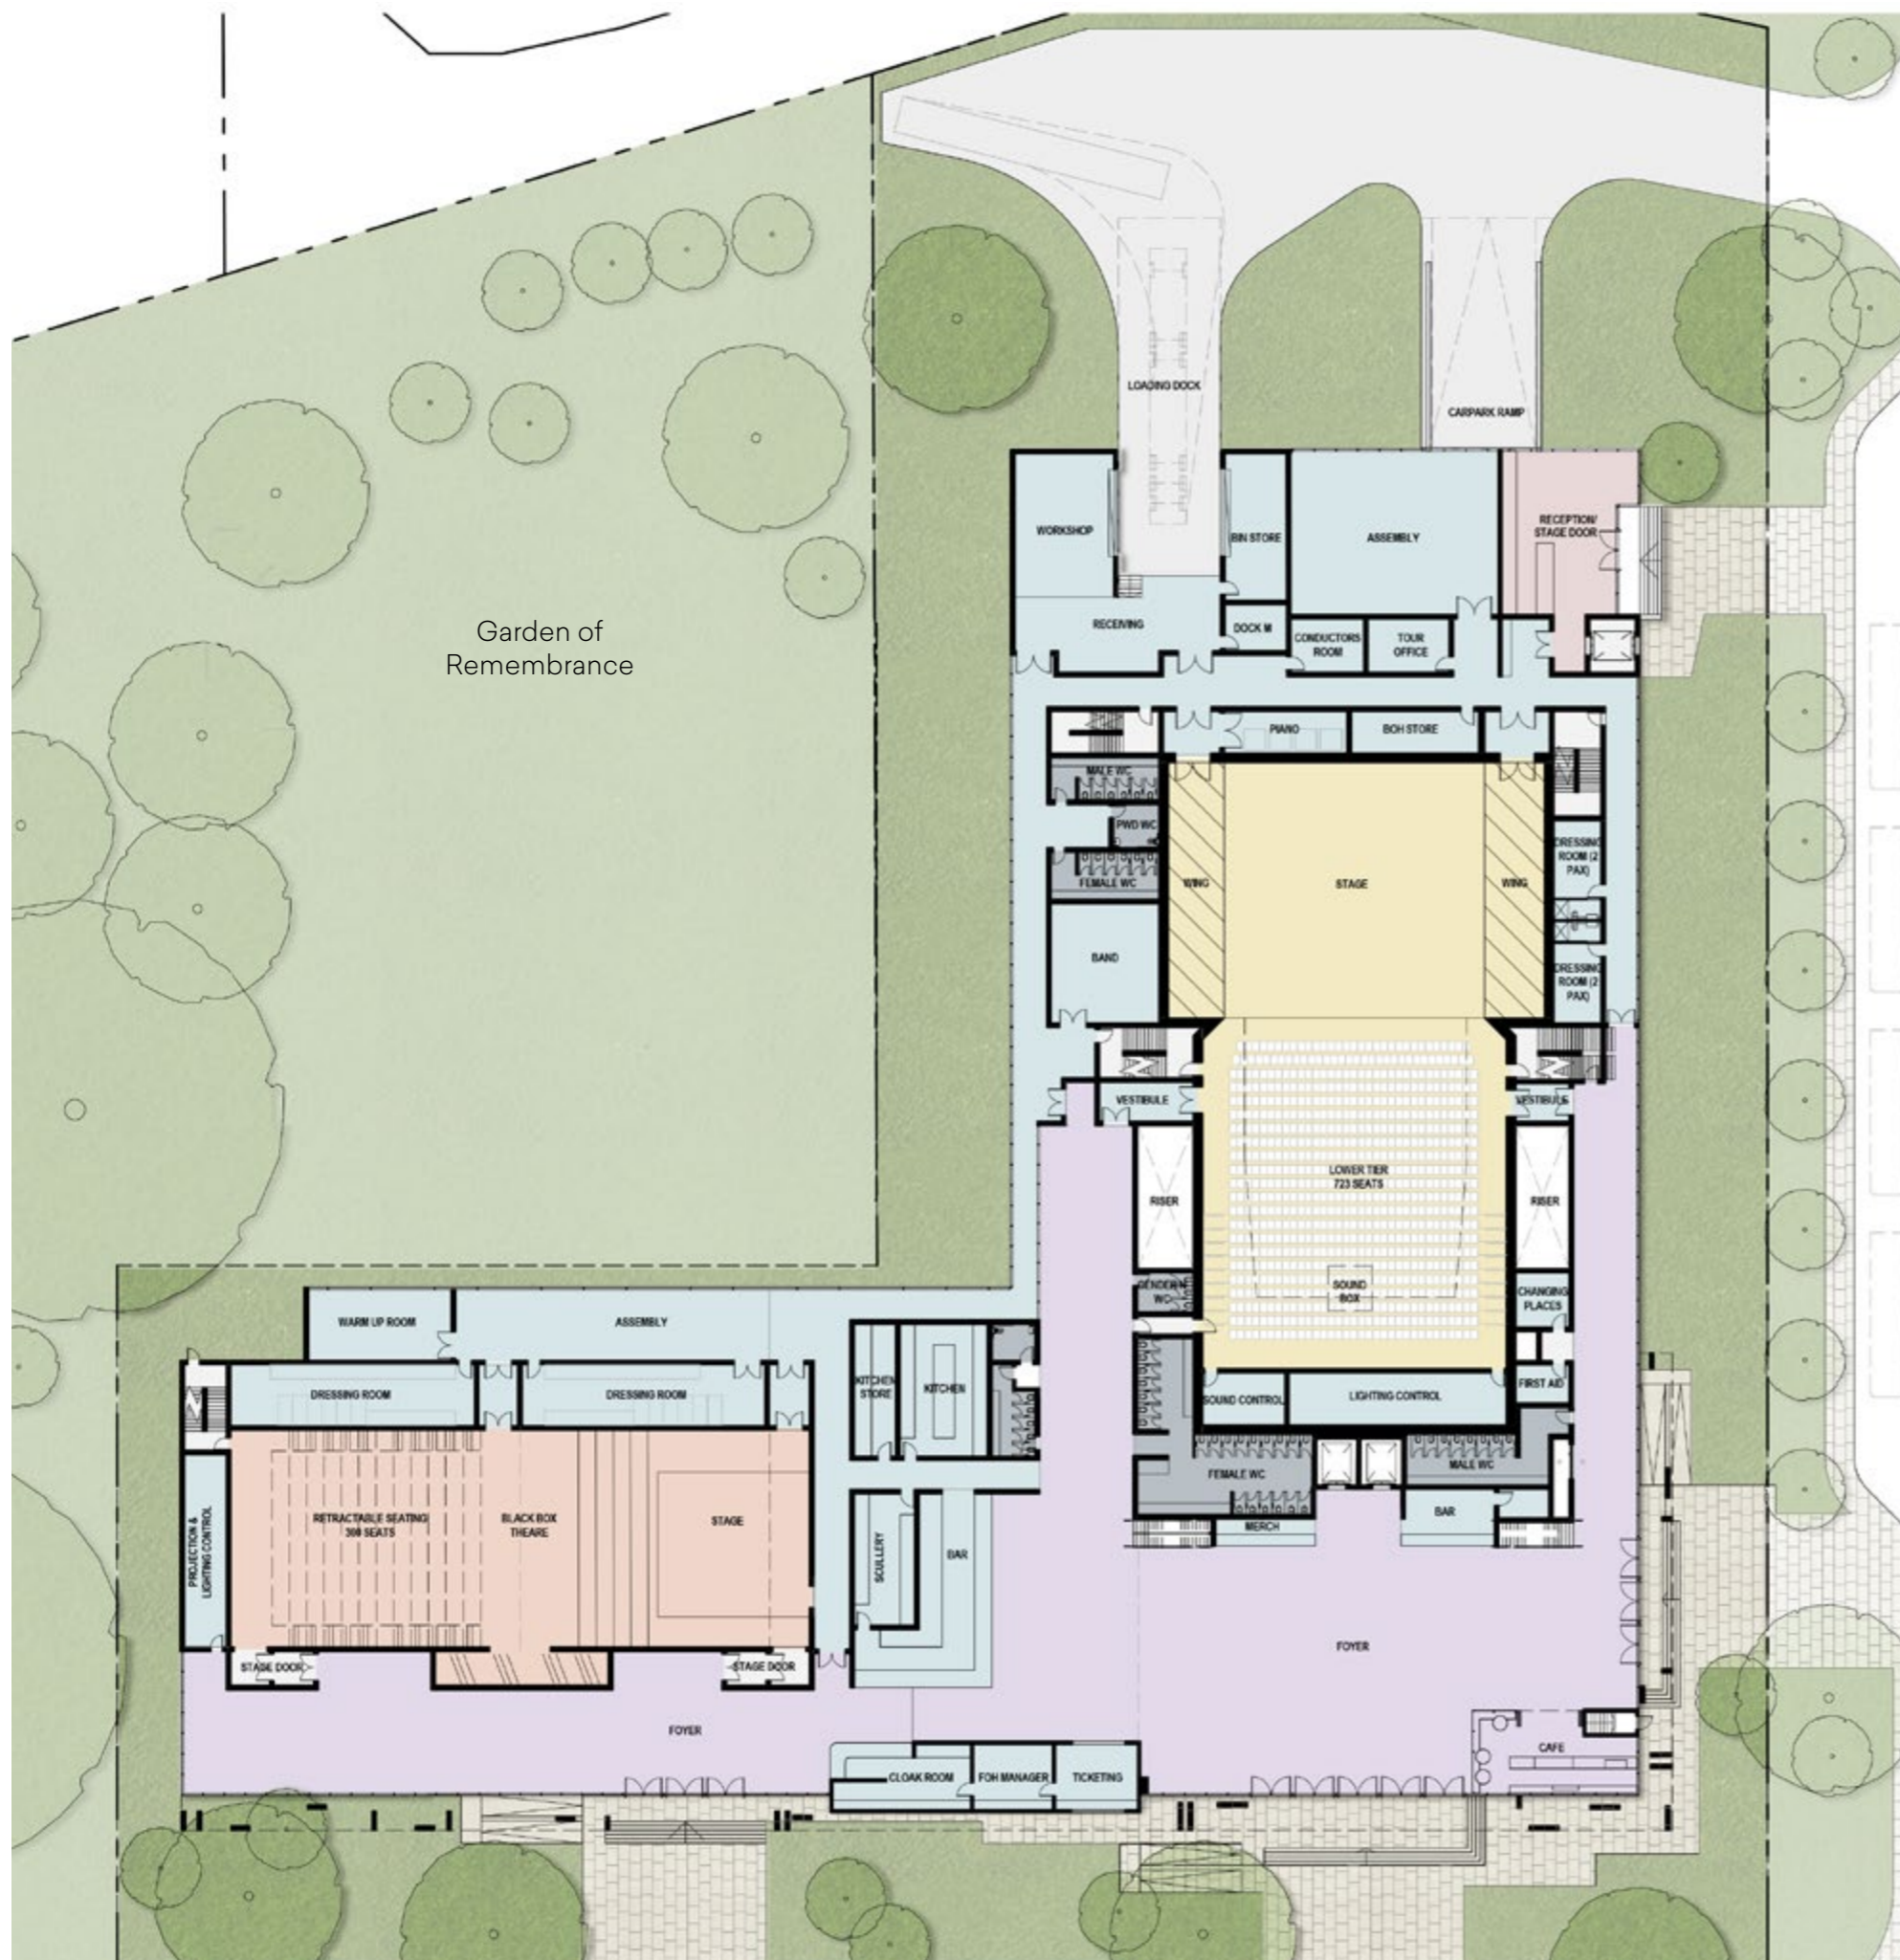 Garden of
Remembrance
LOADING DOCK
CARPARK RAMP
WORKSHOP
BIN STORE
ASSEMBLY
RECEPTION/
STAGE DOOR
RECEIVING
DOCK M
CONDUCTORS
ROOM
TOUR
OFFICE
PIANO
BOH STORE
MALE WC
PWD WC
FEMALE WC
WING
STAGE
WING
DRESSING
ROOM (2
PAX)
BAND
DRESSING
ROOM (2
PAX)
VESTIBULE
VESTIBULE
LOWER TIER
723 SEATS
RISER
RISER
SOUND
BOX
GENDER N
WC
CHANGING
PLACES
WARM UP ROOM
ASSEMBLY
DRESSING ROOM
DRESSING ROOM
KITCHEN
STORE
KITCHEN
SOUND CONTROL
LIGHTING CONTROL
FIRST AID
FEMALE WC
MALE WC
PROJECTION &
LIGHTING CONTROL
RETRACTABLE SEATING
300 SEATS
BLACK BOX
THEARE
STAGE
SCULLERY
BAR
MERCH
BAR
STAGE DOOR
STAGE DOOR
FOYER
FOYER
CLOAK ROOM
FOH MANAGER
TICKETING
CAFE